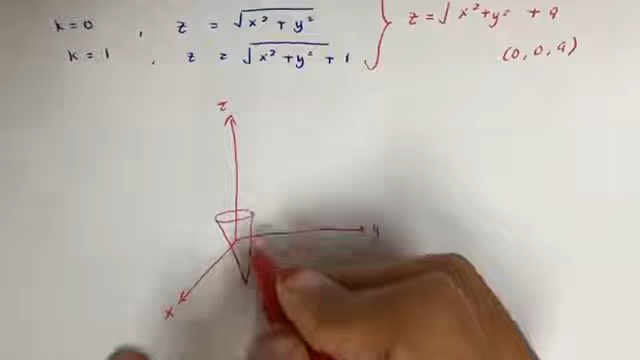 k = 0 , z = √x² + y²
k = 1 , z = √x² + y² + 1
z = √x² + y² + 9
(0, 0, 9)
z
y
x